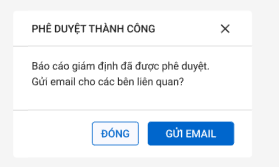 PHÊ DUYỆT THÀNH CÔNG
Báo cáo giám định đã được phê duyệt.
Gửi email cho các bên liên quan?
ĐÓNG
GỬI EMAIL